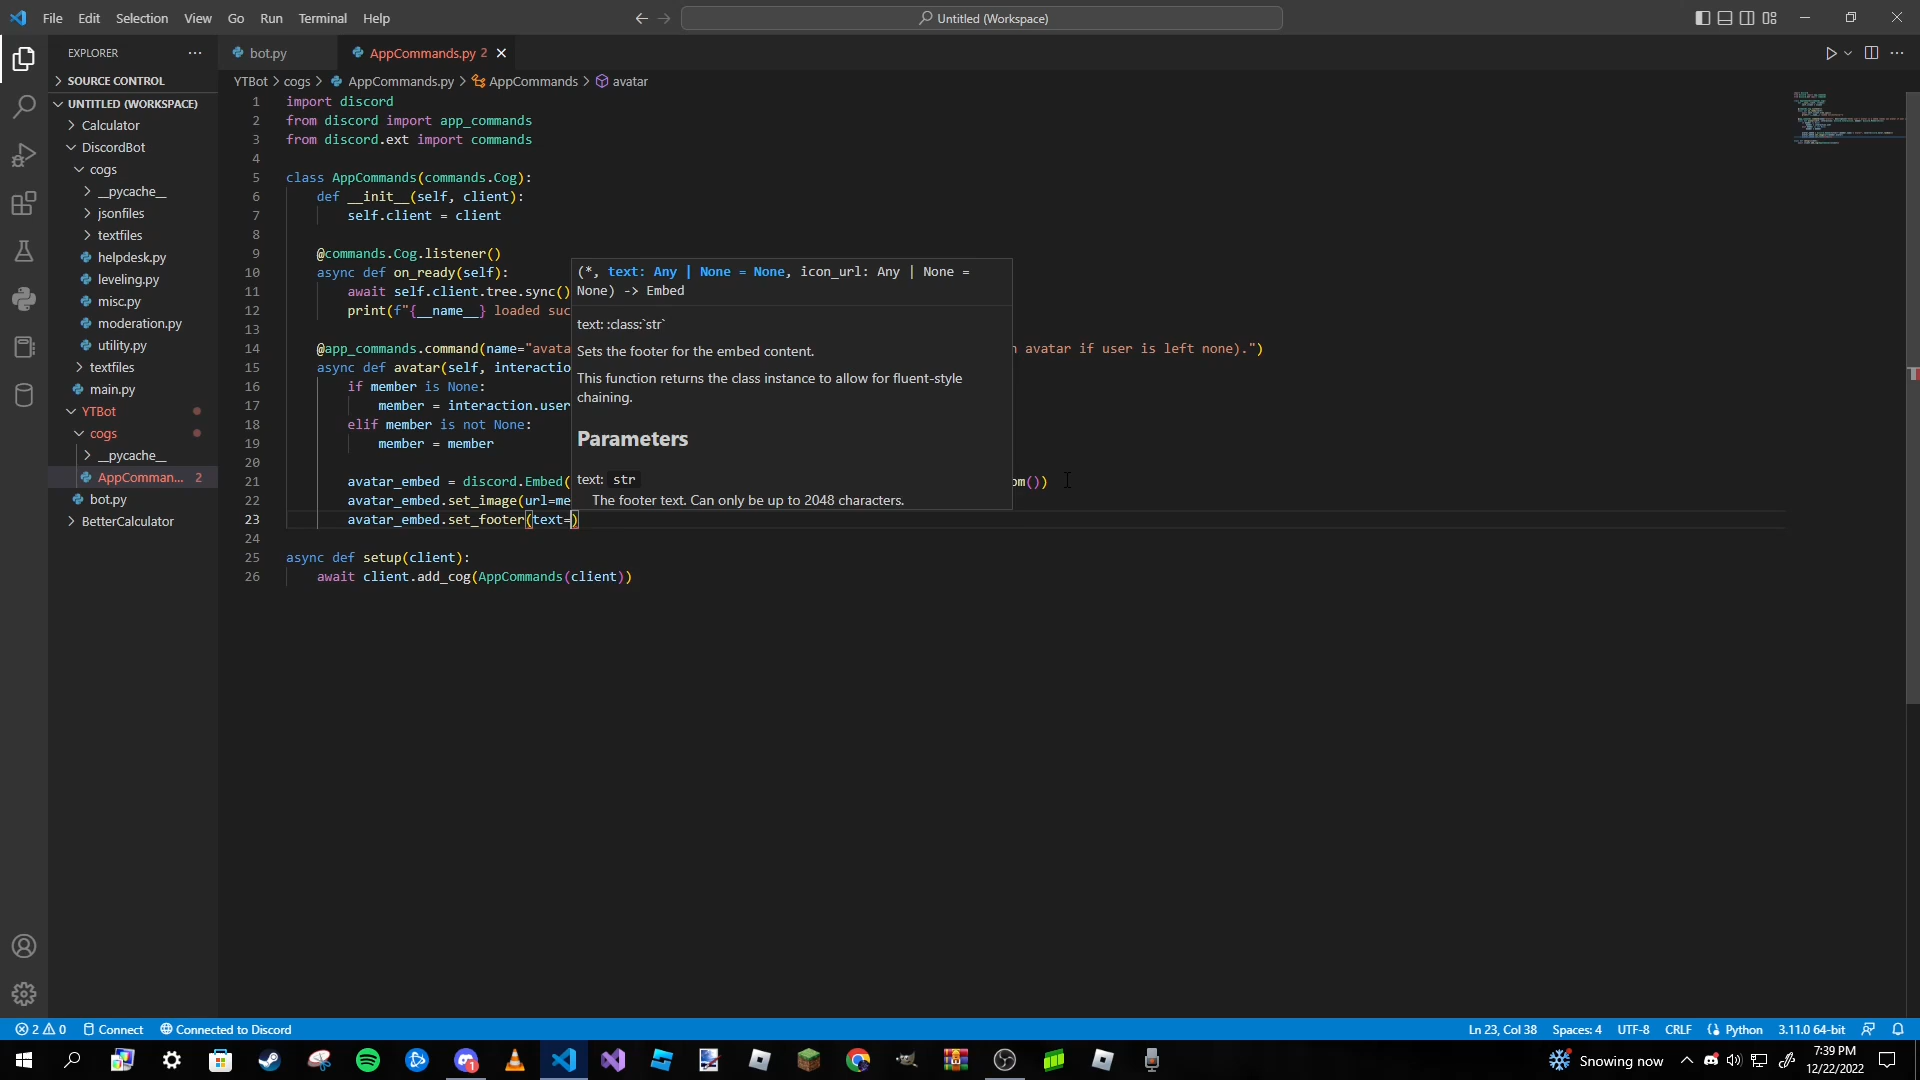 File Edit Selection View Go Run Terminal Help
Untitled (Workspace)
EXPLORER
bot.py
AppCommands.py 2
SOURCE CONTROL
YTBot > cogs > AppCommands.py > AppCommands > avatar
UNTITLED (WORKSPACE)
Calculator
DiscordBot
cogs
__pycache__
jsonfiles
textfiles
helpdesk.py
leveling.py
misc.py
moderation.py
utility.py
textfiles
main.py
YTBot
cogs
__pycache__
AppComman... 2
bot.py
BetterCalculator
1 import discord
2 from discord import app_commands
3 from discord.ext import commands
4
5 class AppCommands(commands.Cog):
6 def __init__(self, client):
7 self.client = client
8
9 @commands.Cog.listener()
10 async def on_ready(self):
11 await self.client.tree.sync()
12 print(f"{__name__} loaded suc
13
14 @app_commands.command(name="avata n avatar if user is left none).")
15 async def avatar(self, interactio
16 if member is None:
17 member = interaction.user
18 elif member is not None:
19 member = member
20
21 avatar_embed = discord.Embed( om())
22 avatar_embed.set_image(url=me
23 avatar_embed.set_footer(text=)
24
25 async def setup(client):
26 await client.add_cog(AppCommands(client))
(*, text: Any | None = None, icon_url: Any | None =
None) -> Embed
text: :class:`str`
Sets the footer for the embed content.
This function returns the class instance to allow for fluent-style
chaining.
Parameters
text: str
The footer text. Can only be up to 2048 characters.
2 0 Connect Connected to Discord
Ln 23, Col 38 Spaces: 4 UTF-8 CRLF Python 3.11.0 64-bit
1
Snowing now
7:39 PM
12/22/2022